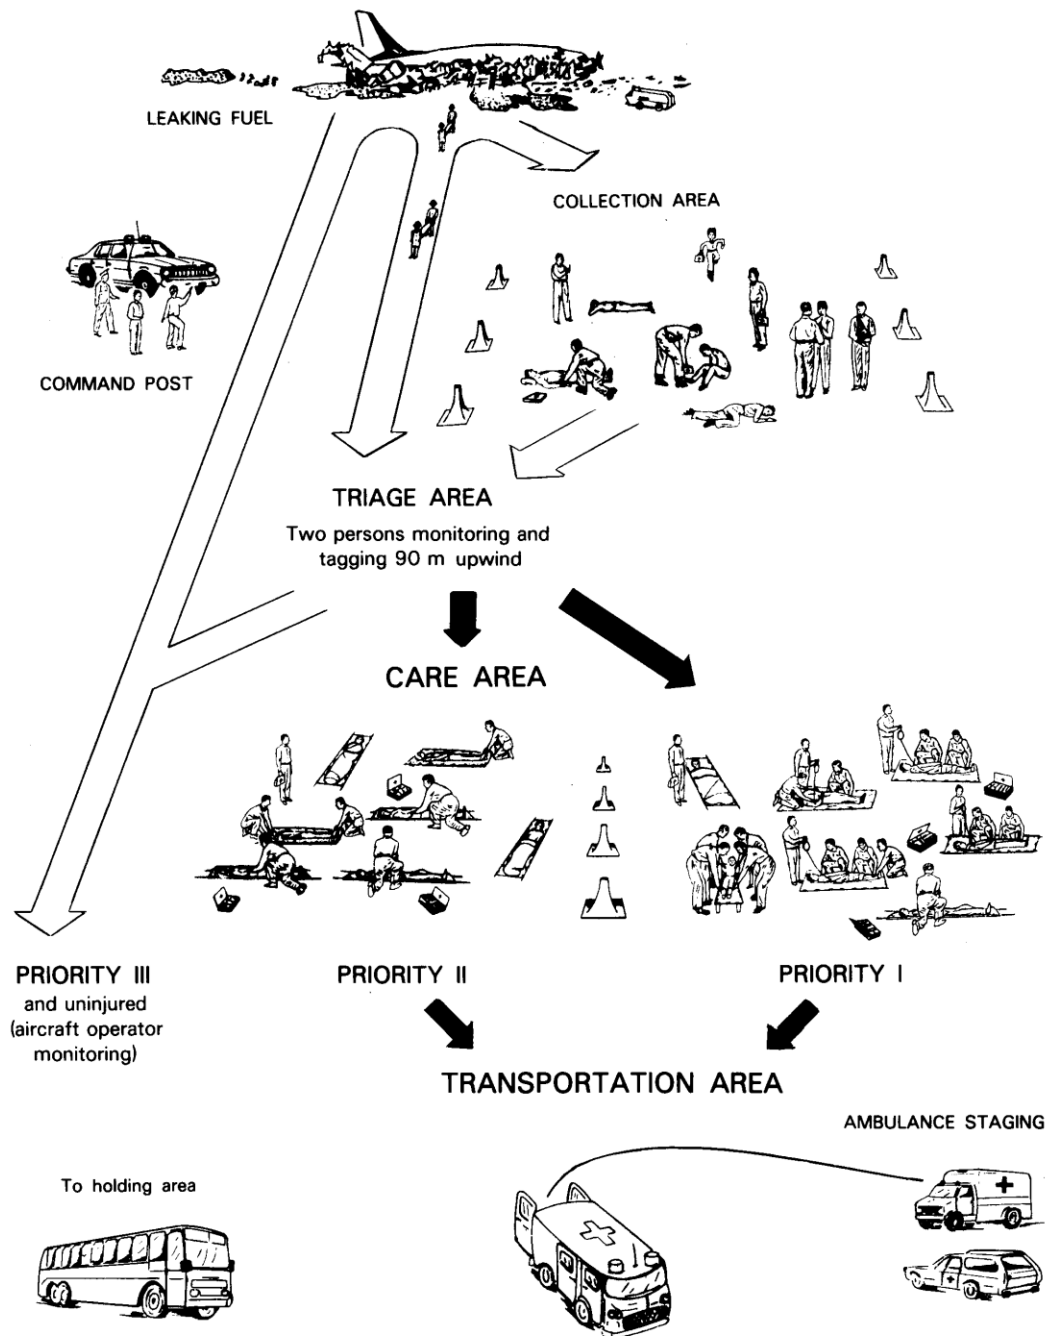 LEAKING FUEL
COLLECTION AREA
COMMAND POST
TRIAGE AREA
Two persons monitoring and
tagging 90 m upwind
CARE AREA
PRIORITY III
and uninjured
(aircraft operator
monitoring)
PRIORITY II
PRIORITY I
TRANSPORTATION AREA
AMBULANCE STAGING
To holding area